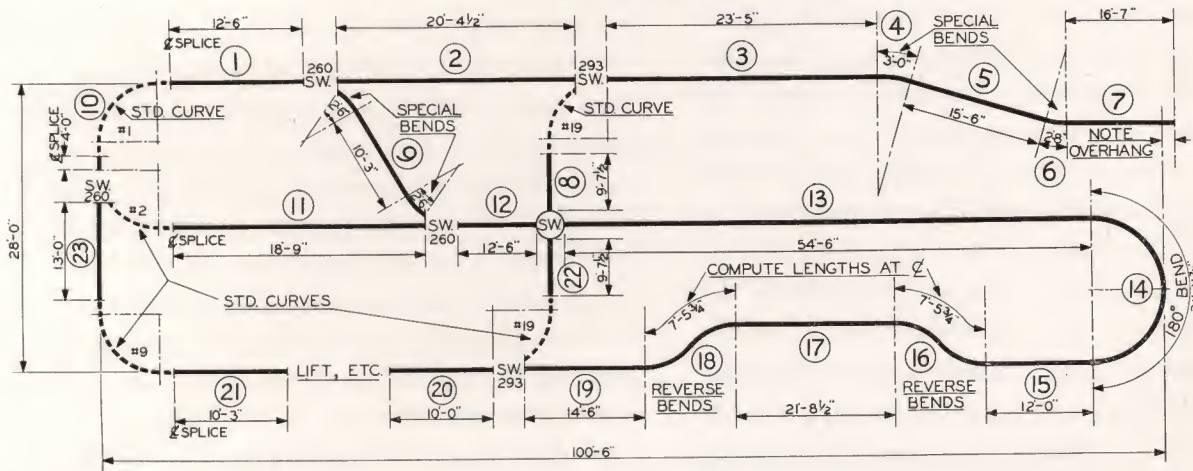 12'-6"
20'-4½"
23'-5"
④
SPECIAL
BENDS
16'-7"
℄ SPLICE
①
260
SW.
②
293
SW.
③
3'-0"
⑤
⑦
⑩
STD CURVE
SPECIAL
BENDS
STD CURVE
15'-6"
2'8"
NOTE
OVERHANG
⑥
℄ SPLICE
4'-0"
#1
10'-3"
⑨
#19
⑧
9'-7½"
28'-0"
SW.
260
#2
⑪
⑫
SW.
⑬
℄ SPLICE
18'-9"
SW.
260
12'-6"
54'-6"
㉓
13'-0"
㉒
9'-7½"
COMPUTE LENGTHS AT ℄
7'-5¾"
7'-5¾"
⑭
180° BEND
STD. CURVES
#19
#9
⑱
⑰
⑯
LIFT, ETC.
SW.
293
㉑
⑳
⑲
REVERSE
BENDS
REVERSE
BENDS
⑮
10'-3"
10'-0"
14'-6"
21'-8½"
12'-0"
℄ SPLICE
100'-6"